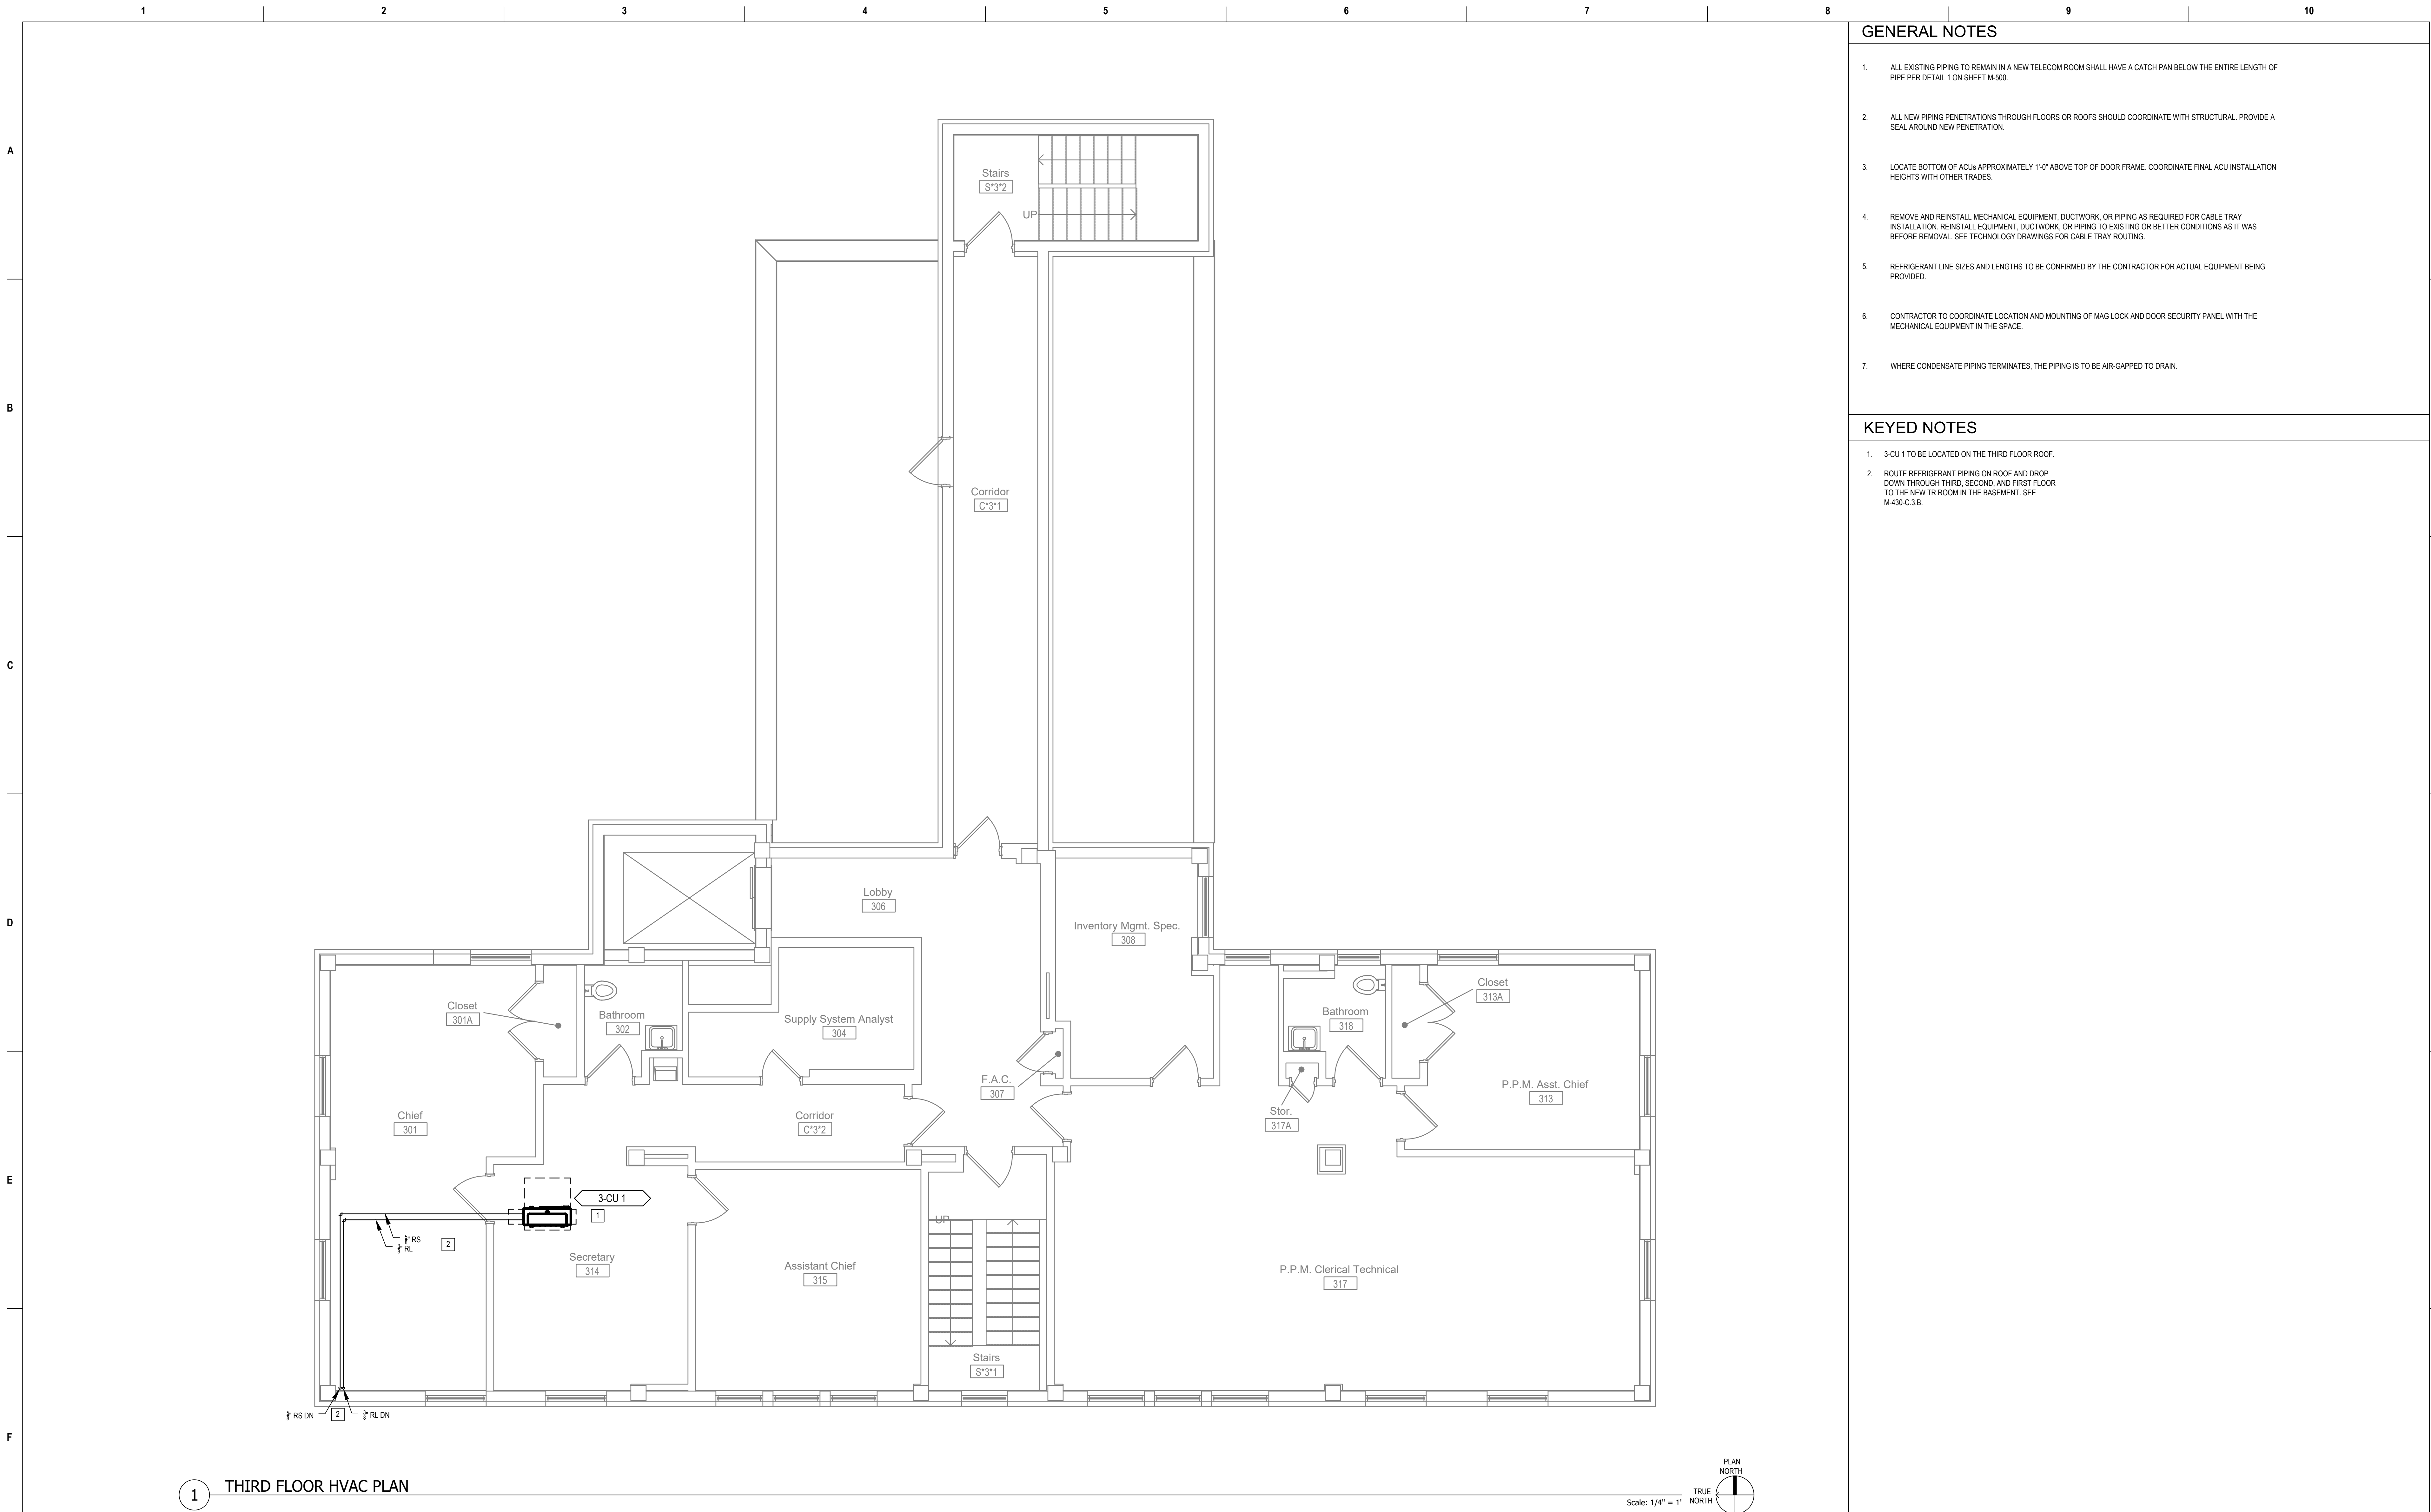 1 2 3 4 5 6 7 8 9 10
A
B
C
D
E
F
Stairs
S*3*2
UP
Corridor
C*3*1
Lobby
306
Inventory Mgmt. Spec.
308
Closet
301A
Bathroom
302
Supply System Analyst
304
Bathroom
318
Closet
313A
F.A.C.
307
Chief
301
Corridor
C*3*2
Stor.
317A
P.P.M. Asst. Chief
313
3-CU 1
1
RS
RL
2
UP
Secretary
314
Assistant Chief
315
P.P.M. Clerical Technical
317
Stairs
S*3*1
RS DN
2
RL DN
1
THIRD FLOOR HVAC PLAN
Scale: 1/4" = 1'
PLAN
NORTH
TRUE
NORTH
GENERAL NOTES
1. ALL EXISTING PIPING TO REMAIN IN A NEW TELECOM ROOM SHALL HAVE A CATCH PAN BELOW THE ENTIRE LENGTH OF
PIPE PER DETAIL 1 ON SHEET M-500.
2. ALL NEW PIPING PENETRATIONS THROUGH FLOORS OR ROOFS SHOULD COORDINATE WITH STRUCTURAL. PROVIDE A
SEAL AROUND NEW PENETRATION.
3. LOCATE BOTTOM OF ACUs APPROXIMATELY 1'-0" ABOVE TOP OF DOOR FRAME. COORDINATE FINAL ACU INSTALLATION
HEIGHTS WITH OTHER TRADES.
4. REMOVE AND REINSTALL MECHANICAL EQUIPMENT, DUCTWORK, OR PIPING AS REQUIRED FOR CABLE TRAY
INSTALLATION. REINSTALL EQUIPMENT, DUCTWORK, OR PIPING TO EXISTING OR BETTER CONDITIONS AS IT WAS
BEFORE REMOVAL. SEE TECHNOLOGY DRAWINGS FOR CABLE TRAY ROUTING.
5. REFRIGERANT LINE SIZES AND LENGTHS TO BE CONFIRMED BY THE CONTRACTOR FOR ACTUAL EQUIPMENT BEING
PROVIDED.
6. CONTRACTOR TO COORDINATE LOCATION AND MOUNTING OF MAG LOCK AND DOOR SECURITY PANEL WITH THE
MECHANICAL EQUIPMENT IN THE SPACE.
7. WHERE CONDENSATE PIPING TERMINATES, THE PIPING IS TO BE AIR-GAPPED TO DRAIN.
KEYED NOTES
1. 3-CU 1 TO BE LOCATED ON THE THIRD FLOOR ROOF.
2. ROUTE REFRIGERANT PIPING ON ROOF AND DROP
DOWN THROUGH THIRD, SECOND, AND FIRST FLOOR
TO THE NEW TR ROOM IN THE BASEMENT. SEE
M-430-C.3.B.